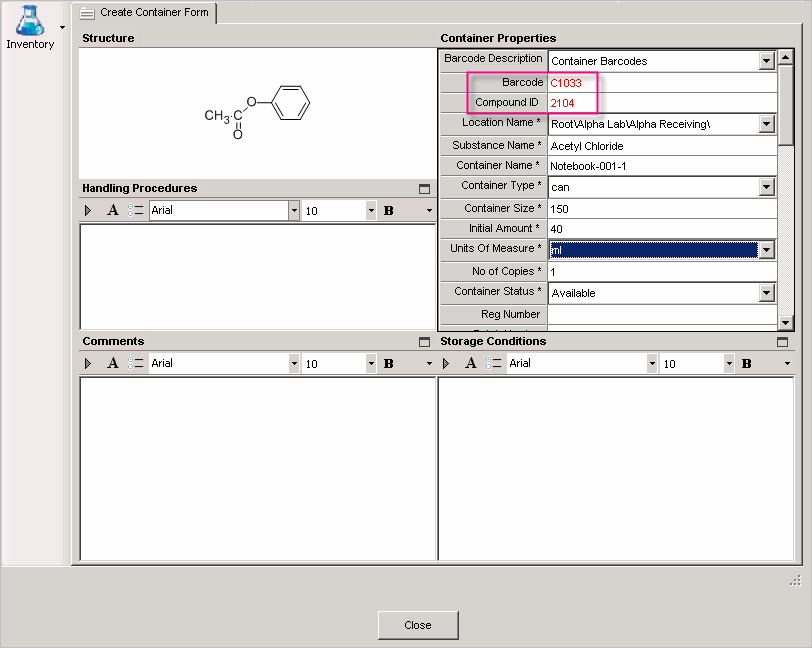 Create Container Form
Inventory
Structure
Container Properties
CH3 C O
O
Barcode Description Container Barcodes
Barcode C1033
Compound ID 2104
Location Name * Root\Alpha Lab\Alpha Receiving\
Substance Name * Acetyl Chloride
Container Name * Notebook-001-1
Container Type * can
Container Size * 150
Initial Amount * 40
Units Of Measure * ml
No of Copies * 1
Container Status * Available
Reg Number
Handling Procedures
A Arial 10 B
Comments
A Arial 10 B
Storage Conditions
A Arial 10 B
Close